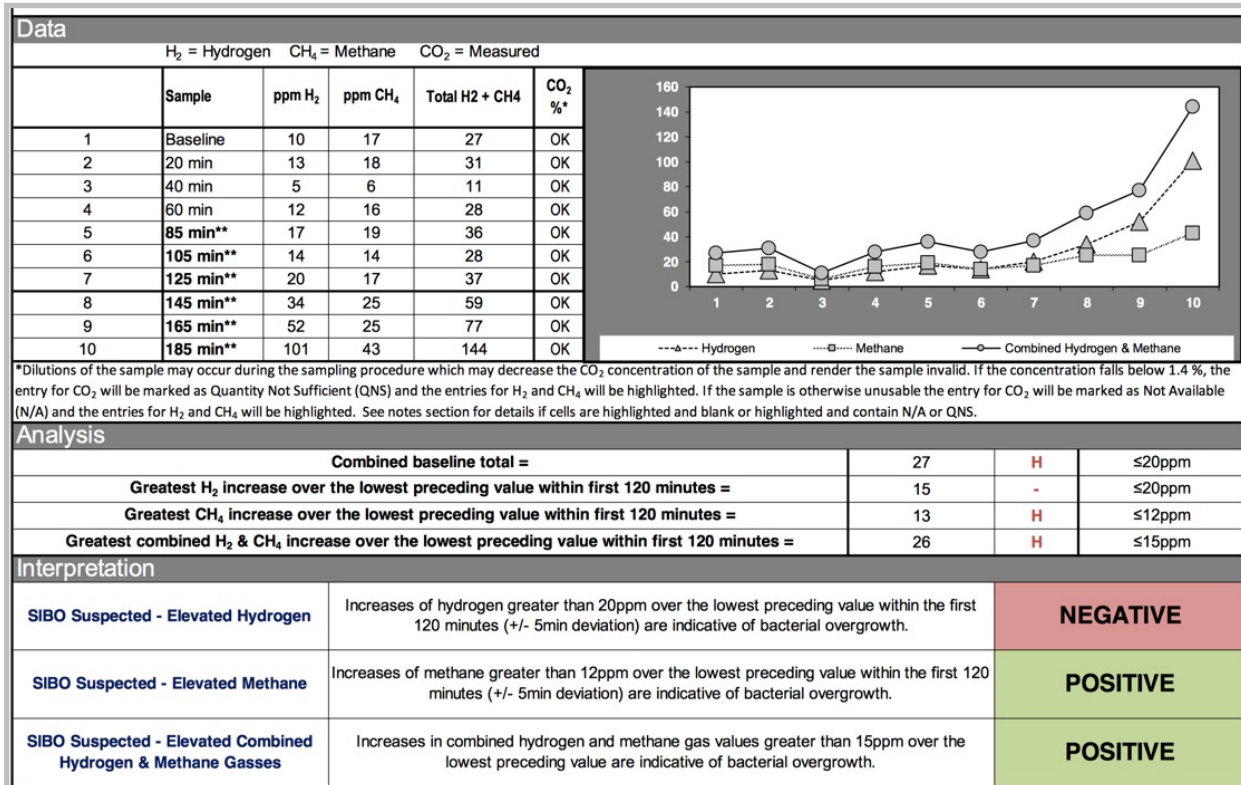 Data
H₂ = Hydrogen CH₄ = Methane CO₂ = Measured
Sample ppm H₂ ppm CH₄ Total H2 + CH4 CO₂ %*
1 Baseline 10 17 27 OK
2 20 min 13 18 31 OK
3 40 min 5 6 11 OK
4 60 min 12 16 28 OK
5 85 min** 17 19 36 OK
6 105 min** 14 14 28 OK
7 125 min** 20 17 37 OK
8 145 min** 34 25 59 OK
9 165 min** 52 25 77 OK
10 185 min** 101 43 144 OK
160
140
120
100
80
60
40
20
0
1 2 3 4 5 6 7 8 9 10
Hydrogen Methane Combined Hydrogen & Methane
*Dilutions of the sample may occur during the sampling procedure which may decrease the CO₂ concentration of the sample and render the sample invalid. If the concentration falls below 1.4 %, the
entry for CO₂ will be marked as Quantity Not Sufficient (QNS) and the entries for H₂ and CH₄ will be highlighted. If the sample is otherwise unusable the entry for CO₂ will be marked as Not Available
(N/A) and the entries for H₂ and CH₄ will be highlighted. See notes section for details if cells are highlighted and blank or highlighted and contain N/A or QNS.
Analysis
Combined baseline total = 27 H ≤20ppm
Greatest H₂ increase over the lowest preceding value within first 120 minutes = 15 - ≤20ppm
Greatest CH₄ increase over the lowest preceding value within first 120 minutes = 13 H ≤12ppm
Greatest combined H₂ & CH₄ increase over the lowest preceding value within first 120 minutes = 26 H ≤15ppm
Interpretation
SIBO Suspected - Elevated Hydrogen
Increases of hydrogen greater than 20ppm over the lowest preceding value within the first
120 minutes (+/- 5min deviation) are indicative of bacterial overgrowth.
NEGATIVE
SIBO Suspected - Elevated Methane
Increases of methane greater than 12ppm over the lowest preceding value within the first 120
minutes (+/- 5min deviation) are indicative of bacterial overgrowth.
POSITIVE
SIBO Suspected - Elevated Combined
Hydrogen & Methane Gasses
Increases in combined hydrogen and methane gas values greater than 15ppm over the
lowest preceding value are indicative of bacterial overgrowth.
POSITIVE